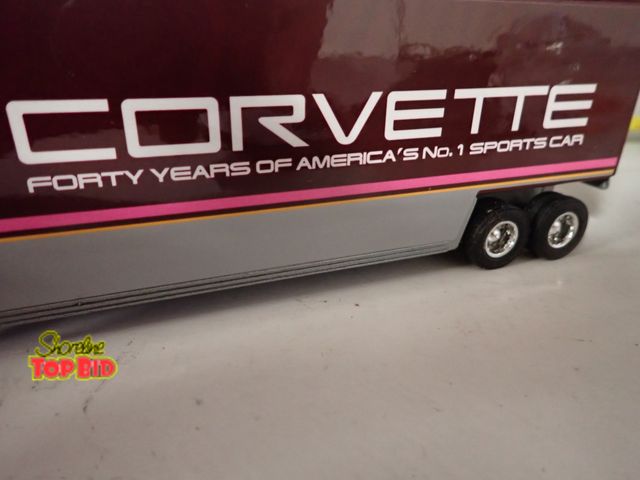 CORVETTE
FORTY YEARS OF AMERICA'S NO. 1 SPORTS CAR
Shoreline
TOP BID